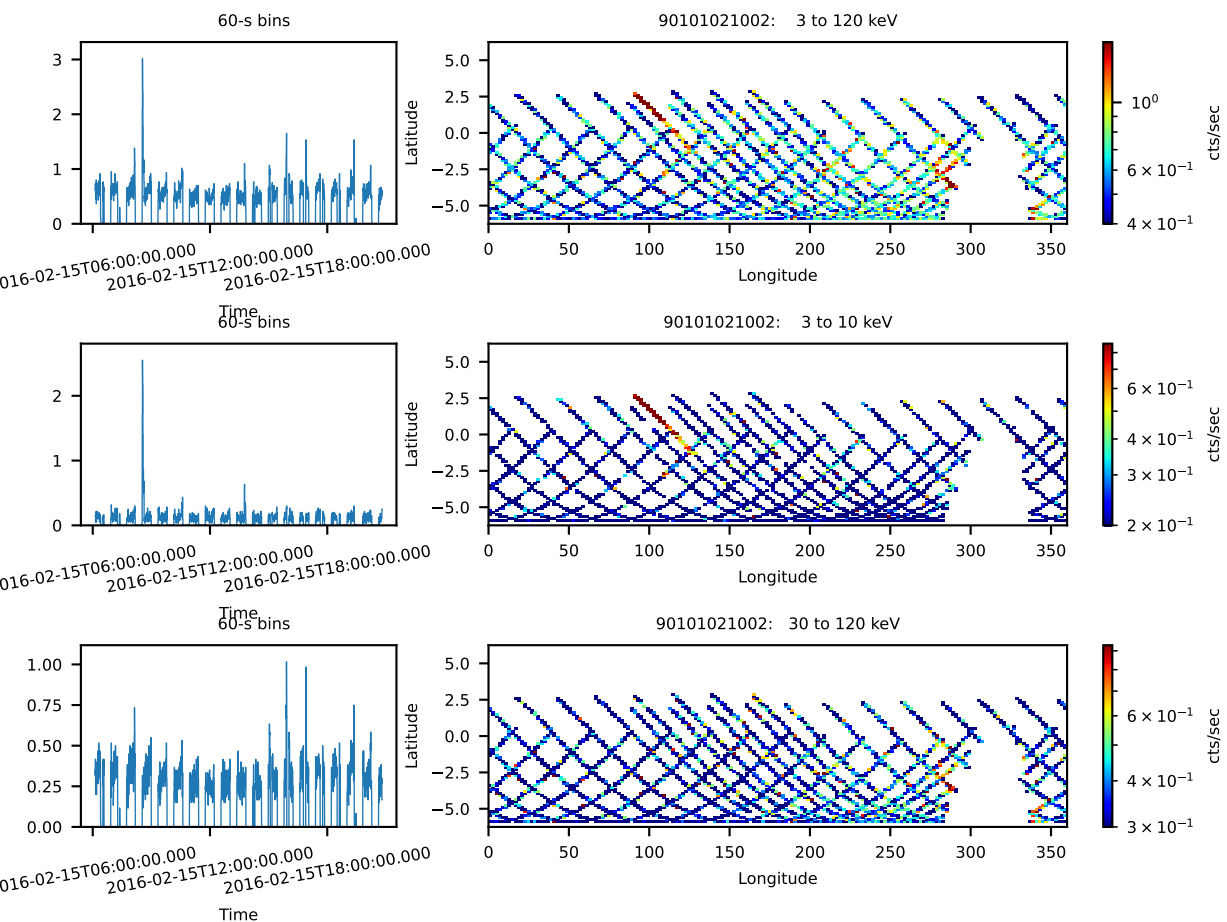 60-s bins
90101021002: 3 to 120 keV
3
2
1
0
016-02-15T06:00:00.000
2016-02-15T12:00:00.000
2016-02-15T18:00:00.000
Time
Latitude
5.0
2.5
0.0
−2.5
−5.0
0 50 100 150 200 250 300 350
Longitude
10⁰
6 × 10⁻¹
4 × 10⁻¹
cts/sec
60-s bins
90101021002: 3 to 10 keV
2
1
0
016-02-15T06:00:00.000
2016-02-15T12:00:00.000
2016-02-15T18:00:00.000
Time
Latitude
5.0
2.5
0.0
−2.5
−5.0
0 50 100 150 200 250 300 350
Longitude
6 × 10⁻¹
4 × 10⁻¹
3 × 10⁻¹
2 × 10⁻¹
cts/sec
60-s bins
90101021002: 30 to 120 keV
1.00
0.75
0.50
0.25
0.00
016-02-15T06:00:00.000
2016-02-15T12:00:00.000
2016-02-15T18:00:00.000
Time
Latitude
5.0
2.5
0.0
−2.5
−5.0
0 50 100 150 200 250 300 350
Longitude
6 × 10⁻¹
4 × 10⁻¹
3 × 10⁻¹
cts/sec